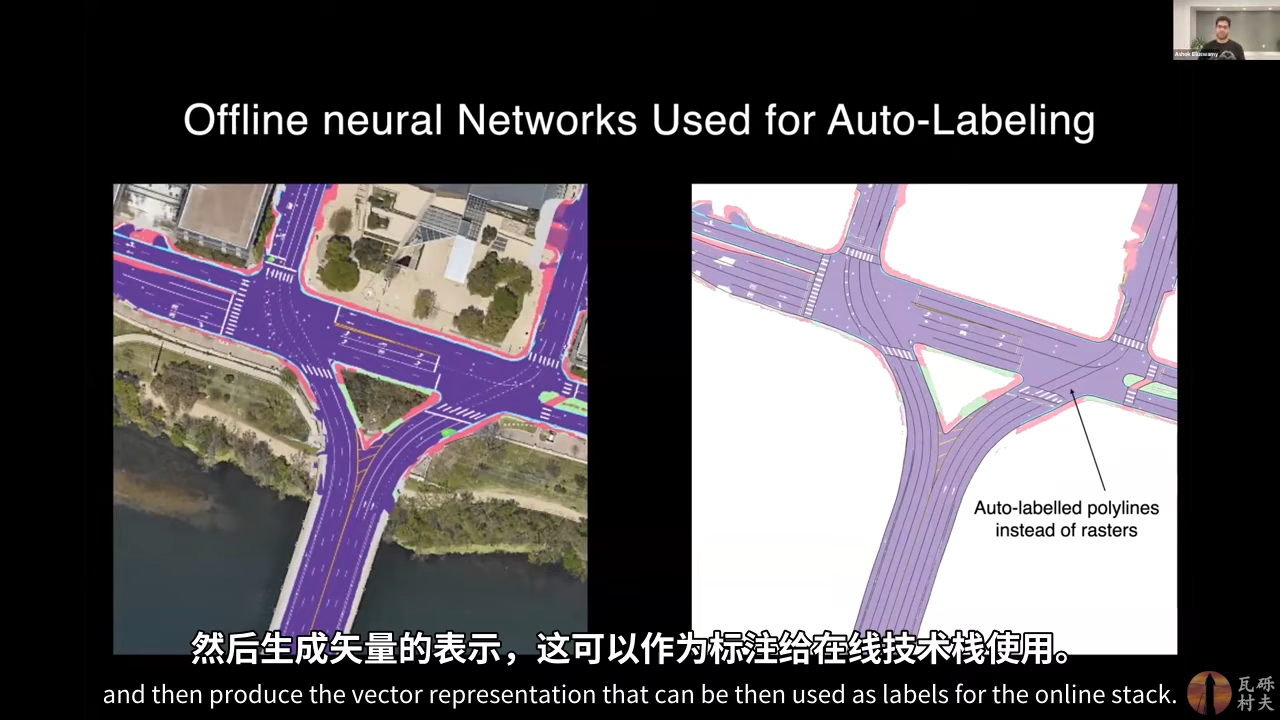 Ashok Elluswamy
Offline neural Networks Used for Auto-Labeling
Auto-labelled polylines
instead of rasters
然后生成矢量的表示，这可以作为标注给在线技术栈使用。
and then produce the vector representation that can be then used as labels for the online stack.
瓦砾
村夫